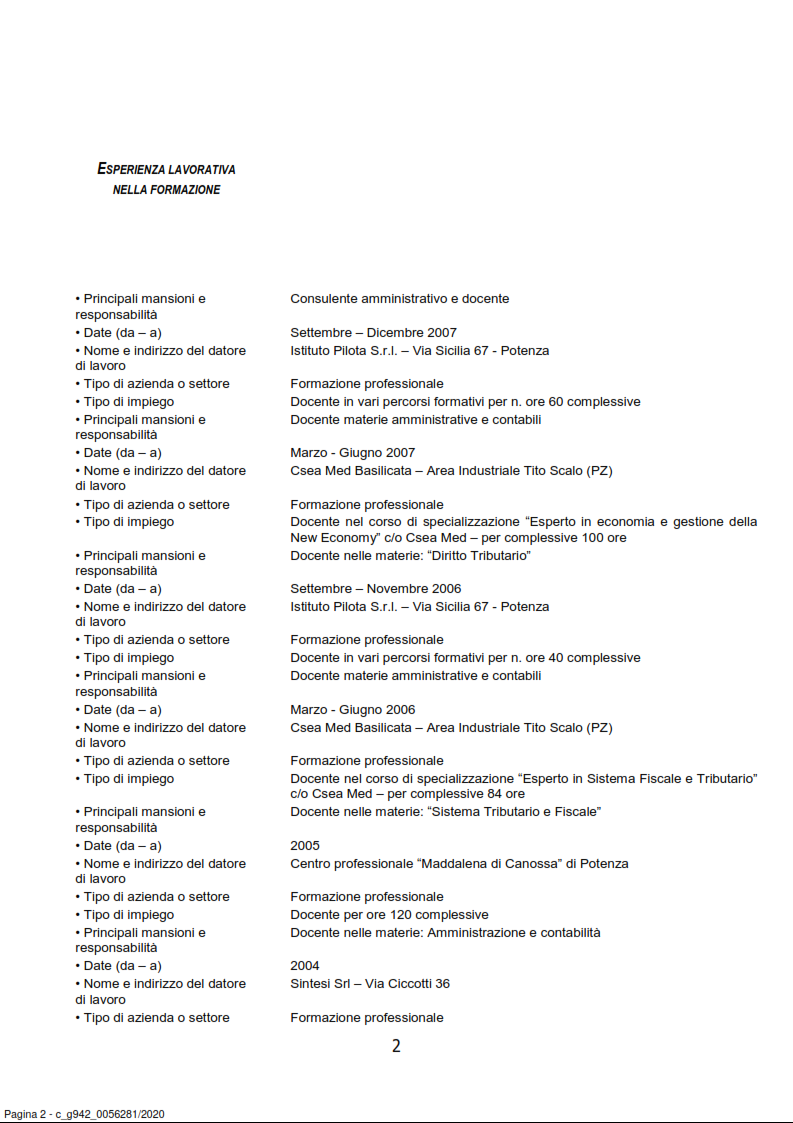 ESPERIENZA LAVORATIVA
NELLA FORMAZIONE
• Principali mansioni e responsabilità
Consulente amministrativo e docente
• Date (da – a)
Settembre – Dicembre 2007
• Nome e indirizzo del datore di lavoro
Istituto Pilota S.r.l. – Via Sicilia 67 - Potenza
• Tipo di azienda o settore
Formazione professionale
• Tipo di impiego
Docente in vari percorsi formativi per n. ore 60 complessive
• Principali mansioni e responsabilità
Docente materie amministrative e contabili
• Date (da – a)
Marzo - Giugno 2007
• Nome e indirizzo del datore di lavoro
Csea Med Basilicata – Area Industriale Tito Scalo (PZ)
• Tipo di azienda o settore
Formazione professionale
• Tipo di impiego
Docente nel corso di specializzazione “Esperto in economia e gestione della
New Economy” c/o Csea Med – per complessive 100 ore
• Principali mansioni e responsabilità
Docente nelle materie: “Diritto Tributario”
• Date (da – a)
Settembre – Novembre 2006
• Nome e indirizzo del datore di lavoro
Istituto Pilota S.r.l. – Via Sicilia 67 - Potenza
• Tipo di azienda o settore
Formazione professionale
• Tipo di impiego
Docente in vari percorsi formativi per n. ore 40 complessive
• Principali mansioni e responsabilità
Docente materie amministrative e contabili
• Date (da – a)
Marzo - Giugno 2006
• Nome e indirizzo del datore di lavoro
Csea Med Basilicata – Area Industriale Tito Scalo (PZ)
• Tipo di azienda o settore
Formazione professionale
• Tipo di impiego
Docente nel corso di specializzazione “Esperto in Sistema Fiscale e Tributario”
c/o Csea Med – per complessive 84 ore
• Principali mansioni e responsabilità
Docente nelle materie: “Sistema Tributario e Fiscale”
• Date (da – a)
2005
• Nome e indirizzo del datore di lavoro
Centro professionale “Maddalena di Canossa” di Potenza
• Tipo di azienda o settore
Formazione professionale
• Tipo di impiego
Docente per ore 120 complessive
• Principali mansioni e responsabilità
Docente nelle materie: Amministrazione e contabilità
• Date (da – a)
2004
• Nome e indirizzo del datore di lavoro
Sintesi Srl – Via Ciccotti 36
• Tipo di azienda o settore
Formazione professionale
2
Pagina 2 - c_g942_0056281/2020